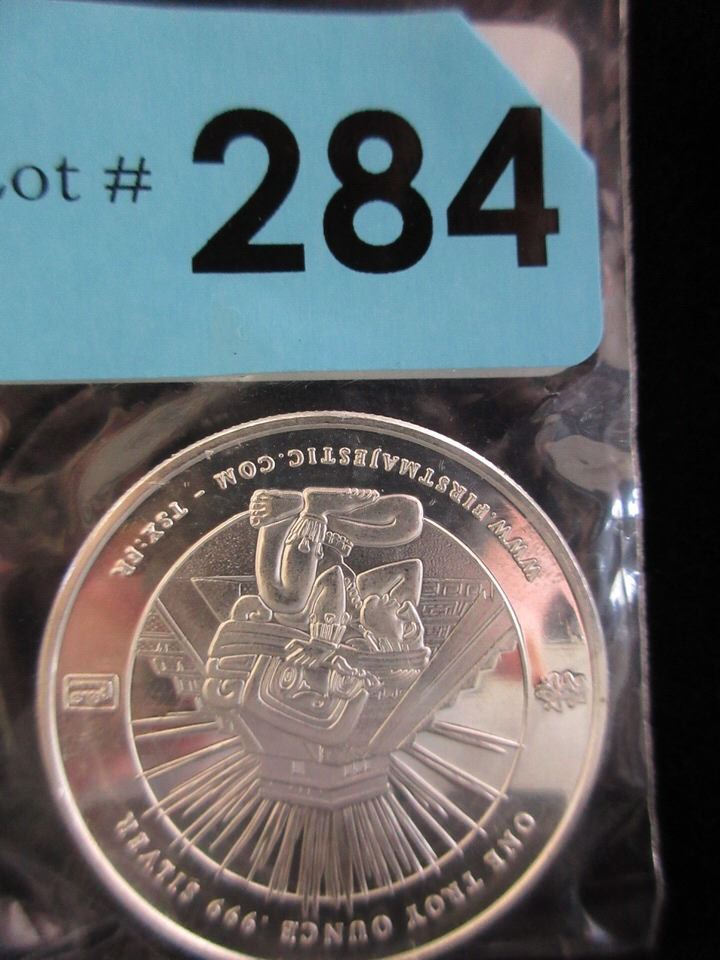 Lot # 284
WWW.FIRSTMAJESTIC.COM - TSX:FR
ONE TROY OUNCE .999 SILVER